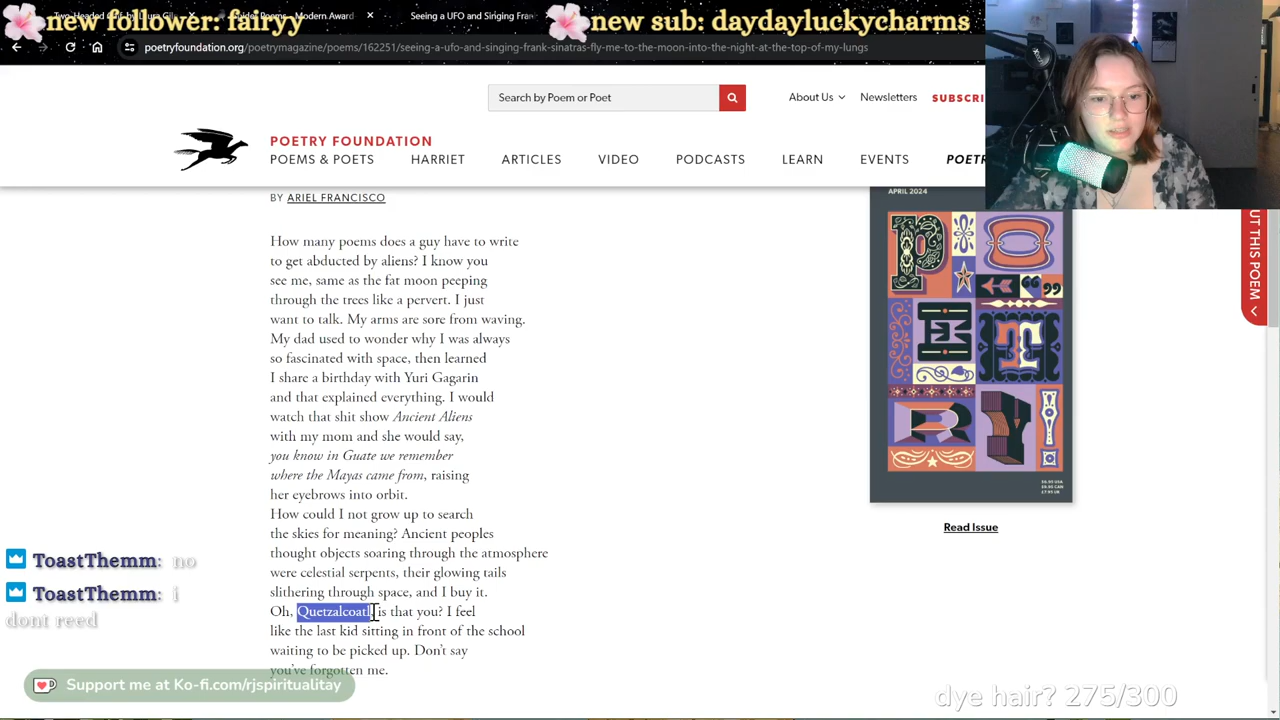 new follower: fairyy
new sub: daydayluckycharms
Seeing a UFO and Singing Fran
poetryfoundation.org/poetrymagazine/poems/162251/seeing-a-ufo-and-singing-frank-sinatras-fly-me-to-the-moon-into-the-night-at-the-top-of-my-lungs
Search by Poem or Poet
About Us
Newsletters
SUBSCRI
POETRY FOUNDATION
POEMS & POETS
HARRIET
ARTICLES
VIDEO
PODCASTS
LEARN
EVENTS
POETR
BY ARIEL FRANCISCO
How many poems does a guy have to write
to get abducted by aliens? I know you
see me, same as the fat moon peeping
through the trees like a pervert. I just
want to talk. My arms are sore from waving.
My dad used to wonder why I was always
so fascinated with space, then learned
I share a birthday with Yuri Gagarin
and that explained everything. I would
watch that shit show Ancient Aliens
with my mom and she would say,
you know in Guate we remember
where the Mayas came from, raising
her eyebrows into orbit.
How could I not grow up to search
the skies for meaning? Ancient peoples
thought objects soaring through the atmosphere
were celestial serpents, their glowing tails
slithering through space, and I buy it.
Oh, Quetzalcoatl, is that you? I feel
like the last kid sitting in front of the school
waiting to be picked up. Don't say
you've forgotten me.
APRIL 2024
POETRY
Read Issue
UT THIS POEM
ToastThemm: no
ToastThemm: i
dont reed
Support me at Ko-fi.com/rjspiritualitay
dye hair? 275/300